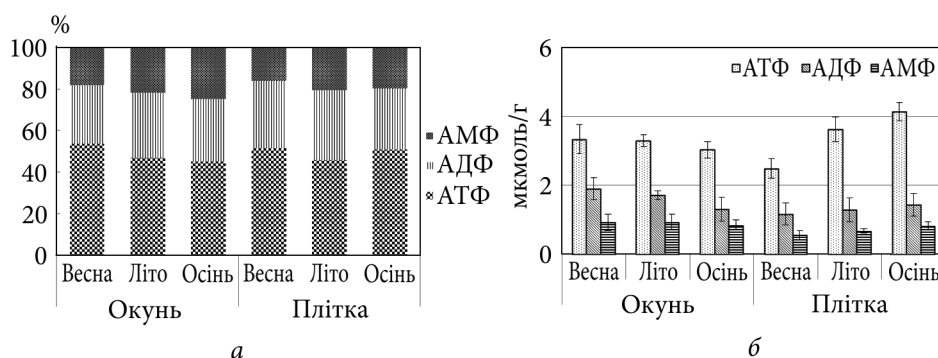 %
100
80
60
40
20
0
АМФ
АДФ
АТФ
Весна Літо Осінь Весна Літо Осінь
Окунь Плітка
а
мкмоль/г
6
4
2
0
АТФ АДФ АМФ
Весна Літо Осінь Весна Літо Осінь
Окунь Плітка
б